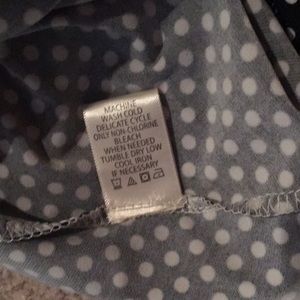 MACHINE
WASH COLD
DELICATE CYCLE
ONLY NON-CHLORINE
BLEACH
WHEN NEEDED
TUMBLE DRY LOW
COOL IRON
IF NECESSARY